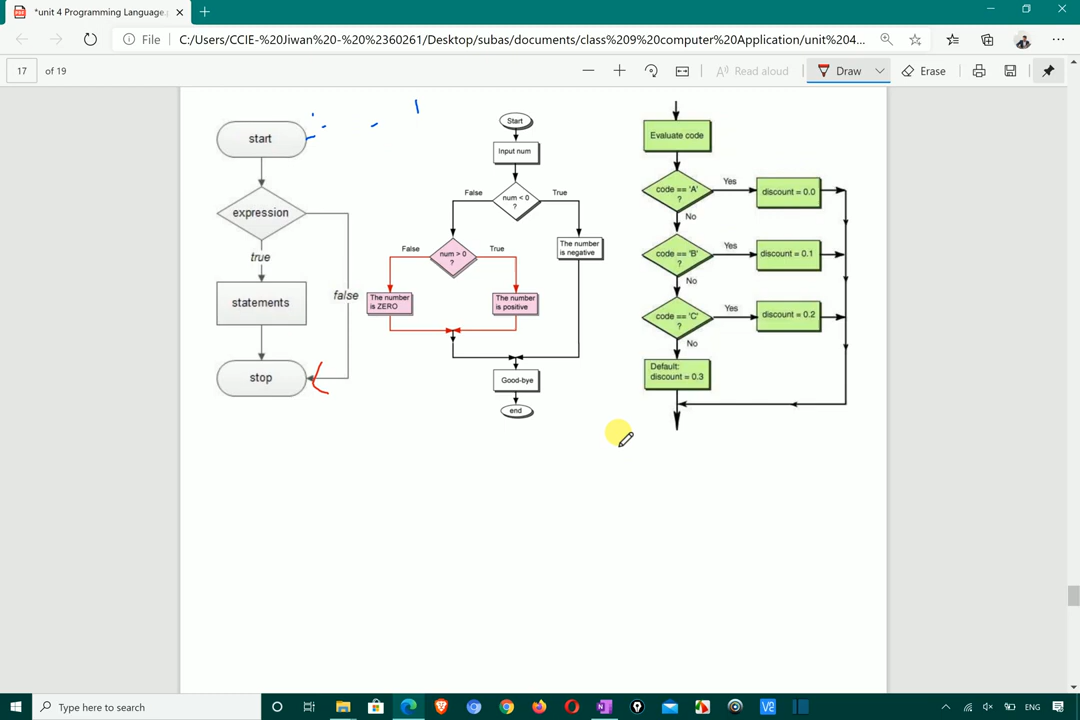 *unit 4 Programming Language.
File
C:/Users/CCIE-%20Jiwan%20-%20%2360261/Desktop/subas/documents/class%209%20computer%20Application/unit%204...
17 of 19
Read aloud
Draw
Erase
start
expression
true
false
statements
stop
Start
Input num
num < 0
?
False
True
The number
is negative
num > 0
?
False
True
The number
is ZERO
The number
is positive
Good-bye
end
Evaluate code
code == 'A'
?
Yes
discount = 0.0
No
code == 'B'
?
Yes
discount = 0.1
No
code == 'C'
?
Yes
discount = 0.2
No
Default:
discount = 0.3
Type here to search
ENG